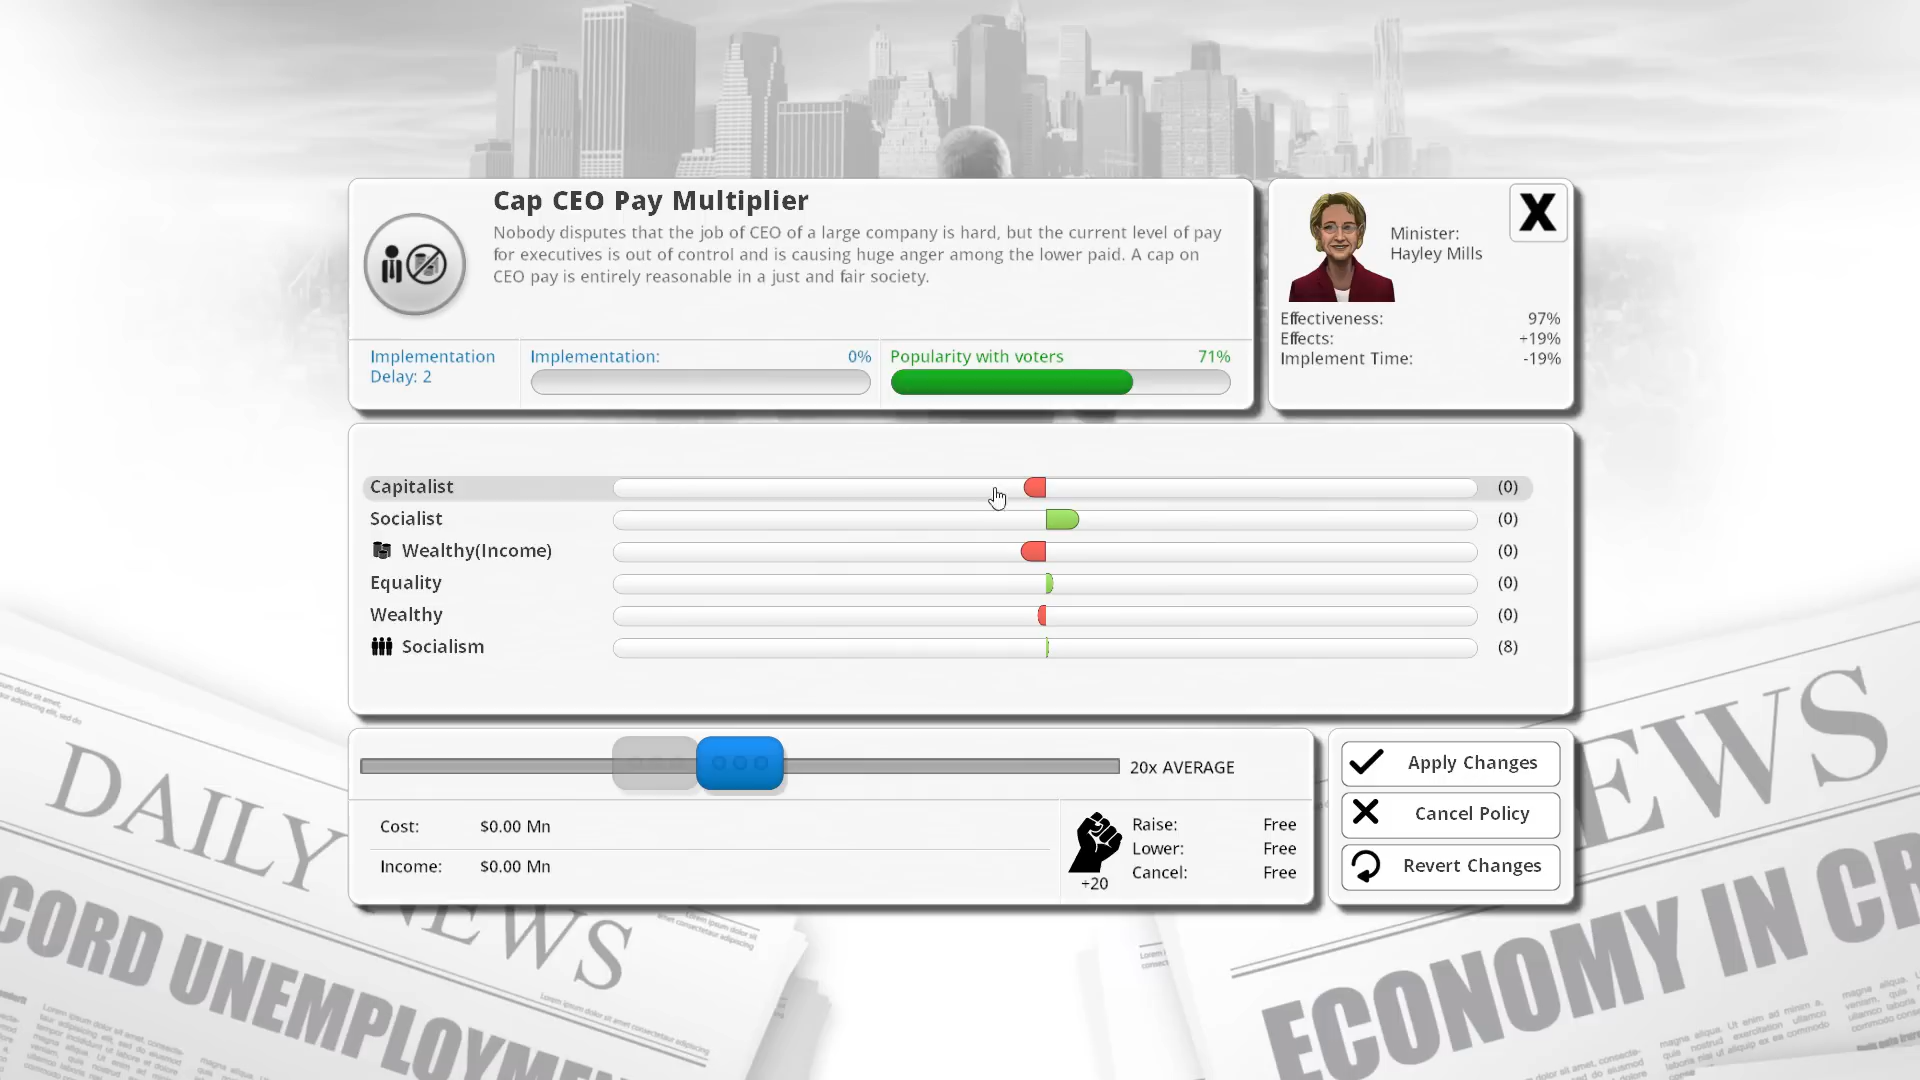 Cap CEO Pay Multiplier
Nobody disputes that the job of CEO of a large company is hard, but the current level of pay
for executives is out of control and is causing huge anger among the lower paid. A cap on
CEO pay is entirely reasonable in a just and fair society.
Implementation
Delay: 2
Implementation: 0%
Popularity with voters 71%
X
Minister:
Hayley Mills
Effectiveness: 97%
Effects: +19%
Implement Time: -19%
Capitalist (0)
Socialist (0)
Wealthy(Income) (0)
Equality (0)
Wealthy (0)
Socialism (8)
20x AVERAGE
Cost: $0.00 Mn
Income: $0.00 Mn
+20
Raise: Free
Lower: Free
Cancel: Free
Apply Changes
Cancel Policy
Revert Changes
DAILY NEWS
CORD UNEMPLOYME
EWS
ECONOMY IN CR